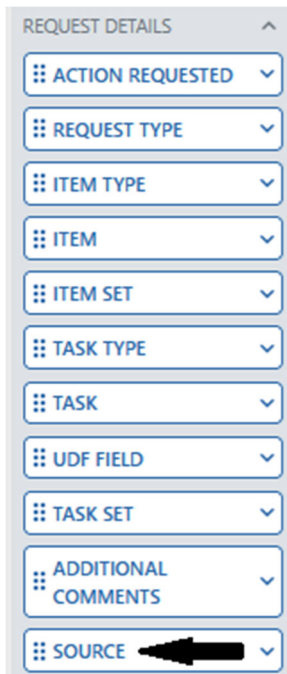 REQUEST DETAILS
ACTION REQUESTED
REQUEST TYPE
ITEM TYPE
ITEM
ITEM SET
TASK TYPE
TASK
UDF FIELD
TASK SET
ADDITIONAL
COMMENTS
SOURCE